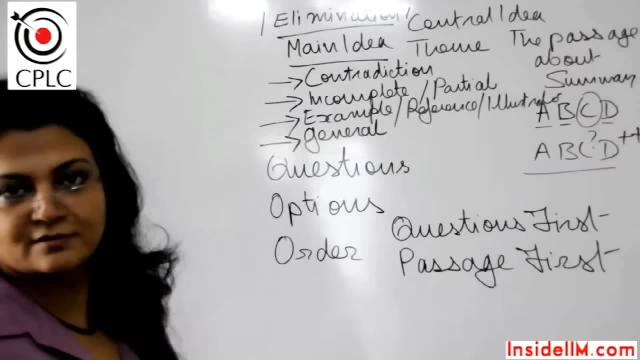 CPLC
Elimination / Central Idea
Main Idea Theme The passage
about
→ Contradiction Summary
→ Incomplete / Partial
→ Example / Reference / Illustration A B C D
→ General A B C? D ++
Questions
Options
Questions First
Order Passage First
InsideIIM.com